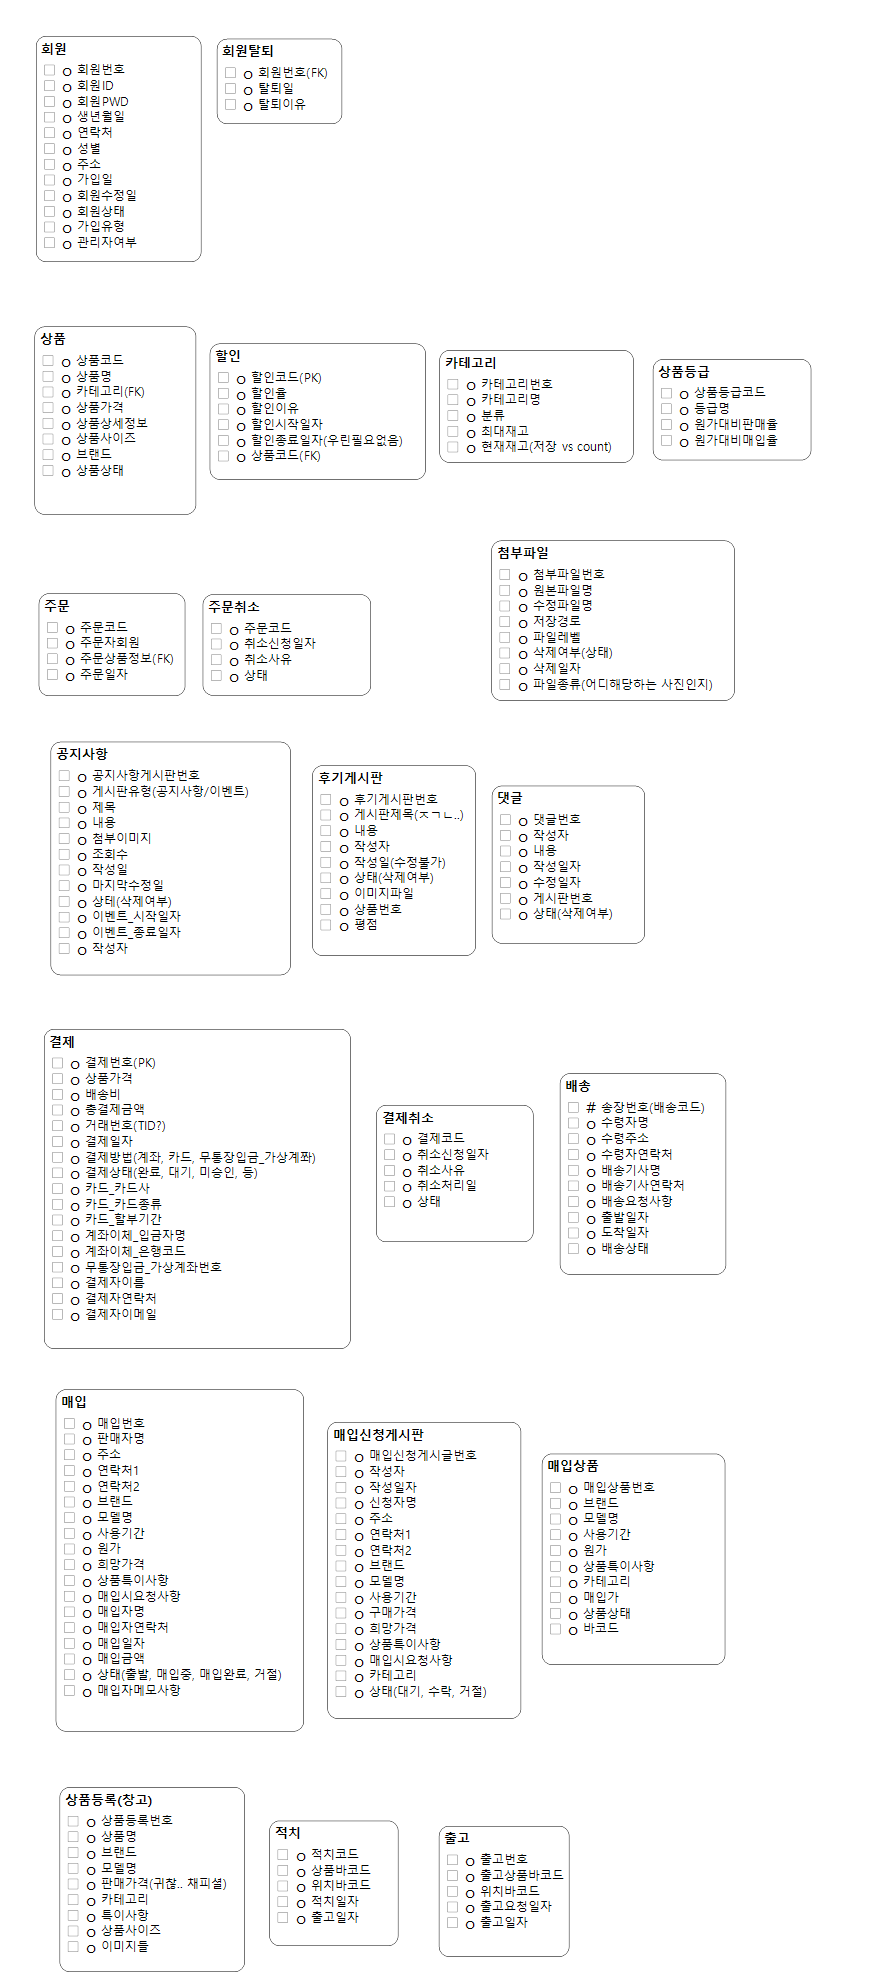 회원
o 회원번호
o 회원ID
o 회원PWD
o 생년월일
o 연락처
o 성별
o 주소
o 가입일
o 회원수정일
o 회원상태
o 가입유형
o 관리자여부
회원탈퇴
o 회원번호(FK)
o 탈퇴일
o 탈퇴이유
상품
o 상품코드
o 상품명
o 카테고리(FK)
o 상품가격
o 상품상세정보
o 상품사이즈
o 브랜드
o 상품상태
할인
o 할인코드(PK)
o 할인율
o 할인이유
o 할인시작일자
o 할인종료일자(우린필요없음)
o 상품코드(FK)
카테고리
o 카테고리번호
o 카테고리명
o 분류
o 최대재고
o 현재재고(저장 vs count)
상품등급
o 상품등급코드
o 등급명
o 원가대비판매율
o 원가대비매입율
주문
o 주문코드
o 주문자회원
o 주문상품정보(FK)
o 주문일자
주문취소
o 주문코드
o 취소신청일자
o 취소사유
o 상태
첨부파일
o 첨부파일번호
o 원본파일명
o 수정파일명
o 저장경로
o 파일레벨
o 삭제여부(상태)
o 삭제일자
o 파일종류(어디해당하는 사진인지)
공지사항
o 공지사항게시판번호
o 게시판유형(공지사항/이벤트)
o 제목
o 내용
o 첨부이미지
o 조회수
o 작성일
o 마지막수정일
o 상테(삭제여부)
o 이벤트_시작일자
o 이벤트_종료일자
o 작성자
후기게시판
o 후기게시판번호
o 게시판제목(ㅈㄱㄴ..)
o 내용
o 작성자
o 작성일(수정불가)
o 상태(삭제여부)
o 이미지파일
o 상품번호
o 평점
댓글
o 댓글번호
o 작성자
o 내용
o 작성일자
o 수정일자
o 게시판번호
o 상태(삭제여부)
결제
o 결제번호(PK)
o 상품가격
o 배송비
o 총결제금액
o 거래번호(TID?)
o 결제일자
o 결제방법(계좌, 카드, 무통장입금_가상계쫘)
o 결제상태(완료, 대기, 미승인, 등)
o 카드_카드사
o 카드_카드종류
o 카드_할부기간
o 계좌이체_입금자명
o 계좌이체_은행코드
o 무통장입금_가상계좌번호
o 결제자이름
o 결제자연락처
o 결제자이메일
결제취소
o 결제코드
o 취소신청일자
o 취소사유
o 취소처리일
o 상태
배송
# 송장번호(배송코드)
o 수령자명
o 수령주소
o 수령자연락처
o 배송기사명
o 배송기사연락처
o 배송요청사항
o 출발일자
o 도착일자
o 배송상태
매입
o 매입번호
o 판매자명
o 주소
o 연락처1
o 연락처2
o 브랜드
o 모델명
o 사용기간
o 원가
o 희망가격
o 상품특이사항
o 매입시요청사항
o 매입자명
o 매입자연락처
o 매입일자
o 매입금액
o 상태(출발, 매입중, 매입완료, 거절)
o 매입자메모사항
매입신청게시판
o 매입신청게시글번호
o 작성자
o 작성일자
o 신청자명
o 주소
o 연락처1
o 연락처2
o 브랜드
o 모델명
o 사용기간
o 구매가격
o 희망가격
o 상품특이사항
o 매입시요청사항
o 카테고리
o 상태(대기, 수락, 거절)
매입상품
o 매입상품번호
o 브랜드
o 모델명
o 사용기간
o 원가
o 상품특이사항
o 카테고리
o 매입가
o 상품상태
o 바코드
상품등록(창고)
o 상품등록번호
o 상품명
o 브랜드
o 모델명
o 판매가격(귀찮.. 채피셜)
o 카테고리
o 특이사항
o 상품사이즈
o 이미지들
적치
o 적치코드
o 상품바코드
o 위치바코드
o 적치일자
o 출고일자
출고
o 출고번호
o 출고상품바코드
o 위치바코드
o 출고요청일자
o 출고일자